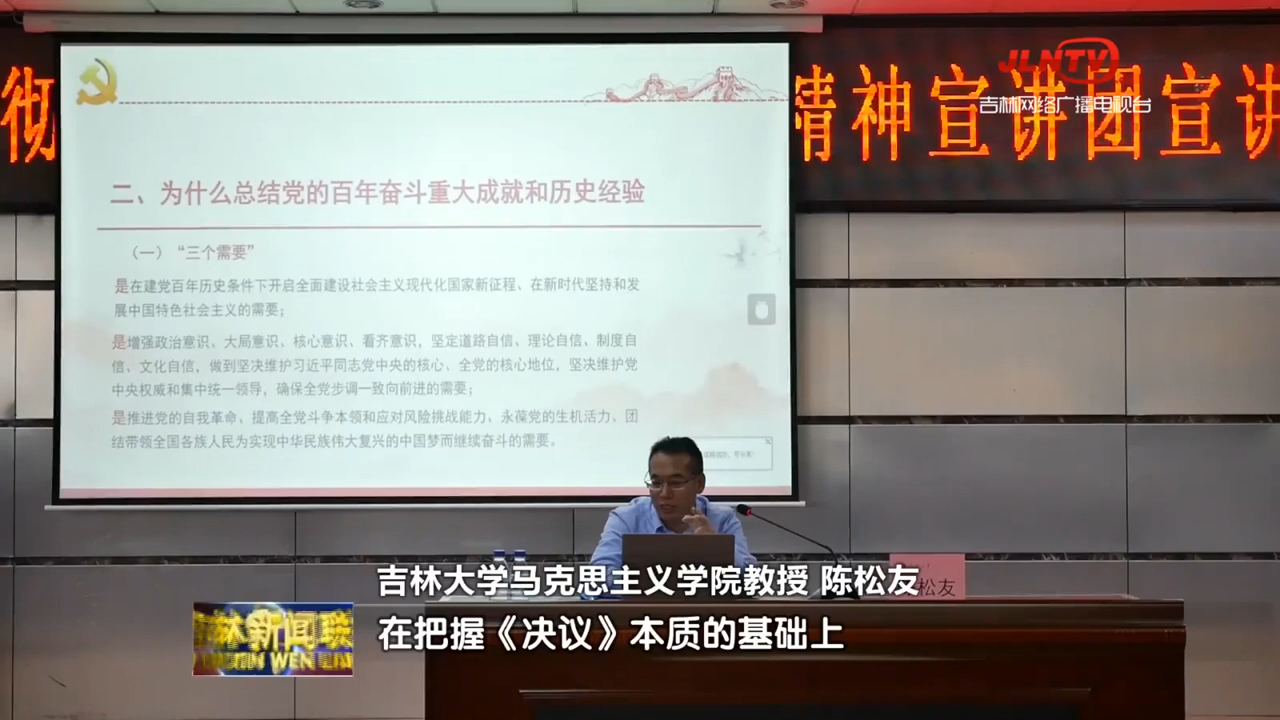 JLNTV
吉林网络广播电视台
彻
精神宣讲团宣讲
二、为什么总结党的百年奋斗重大成就和历史经验
（一）“三个需要”
是在建党百年历史条件下开启全面建设社会主义现代化国家新征程、在新时代坚持和发
展中国特色社会主义的需要；
是增强政治意识、大局意识、核心意识、看齐意识，坚定道路自信、理论自信、制度自
信、文化自信，做到坚决维护习近平同志党中央的核心、全党的核心地位，坚决维护党
中央权威和集中统一领导，确保全党步调一致向前进的需要；
是推进党的自我革命、提高全党斗争本领和应对风险挑战能力、永葆党的生机活力、团
结带领全国各族人民为实现中华民族伟大复兴的中国梦而继续奋斗的需要。
松友
吉林大学马克思主义学院教授 陈松友
在把握《决议》本质的基础上
林新闻联
WEN